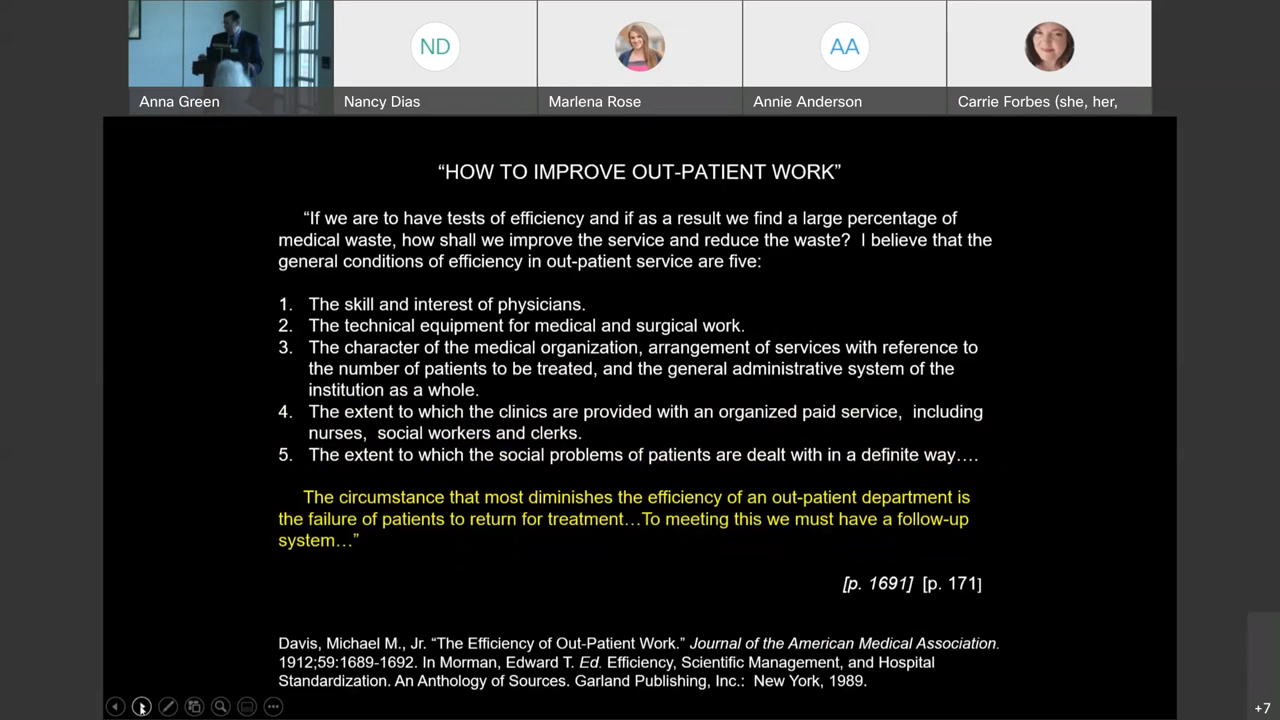 ND
AA
Anna Green
Nancy Dias
Marlena Rose
Annie Anderson
Carrie Forbes (she, her,
“HOW TO IMPROVE OUT-PATIENT WORK”
“If we are to have tests of efficiency and if as a result we find a large percentage of
medical waste, how shall we improve the service and reduce the waste? I believe that the
general conditions of efficiency in out-patient service are five:
1. The skill and interest of physicians.
2. The technical equipment for medical and surgical work.
3. The character of the medical organization, arrangement of services with reference to
the number of patients to be treated, and the general administrative system of the
institution as a whole.
4. The extent to which the clinics are provided with an organized paid service, including
nurses, social workers and clerks.
5. The extent to which the social problems of patients are dealt with in a definite way….
The circumstance that most diminishes the efficiency of an out-patient department is
the failure of patients to return for treatment…To meeting this we must have a follow-up
system…”
[p. 1691] [p. 171]
Davis, Michael M., Jr. “The Efficiency of Out-Patient Work.” Journal of the American Medical Association.
1912;59:1689-1692. In Morman, Edward T. Ed. Efficiency, Scientific Management, and Hospital
Standardization. An Anthology of Sources. Garland Publishing, Inc.: New York, 1989.
+7